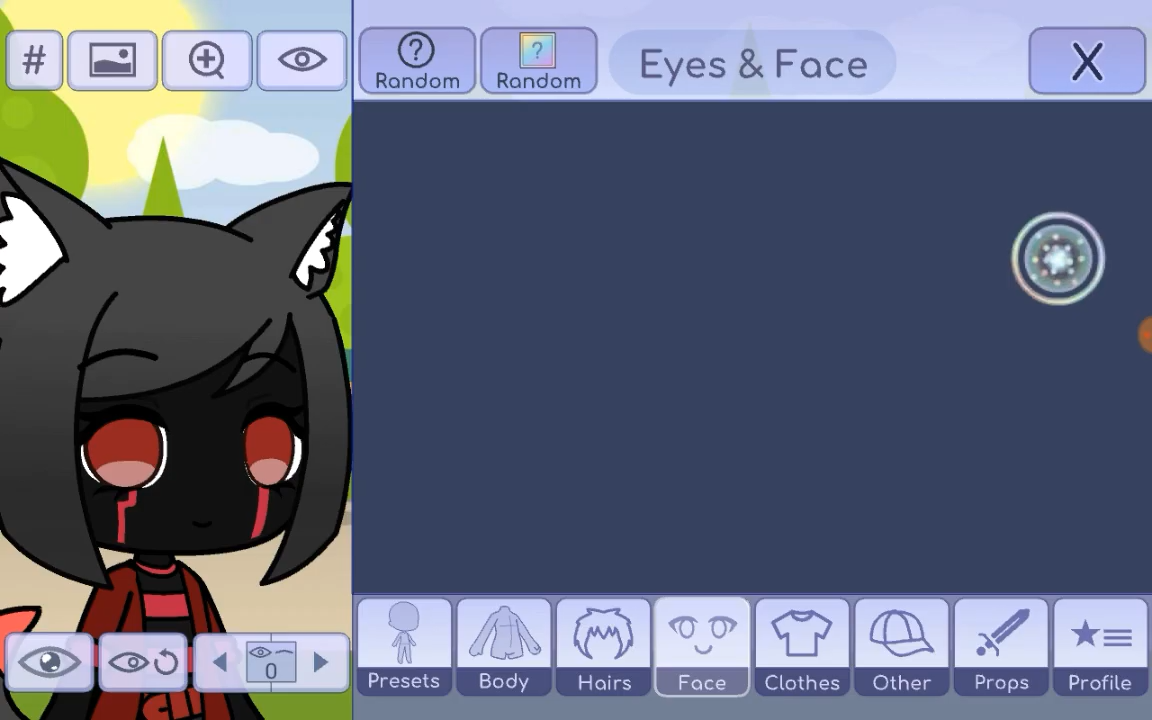 #
? Random
? Random
Eyes & Face
X
0
Presets
Body
Hairs
Face
Clothes
Other
Props
Profile